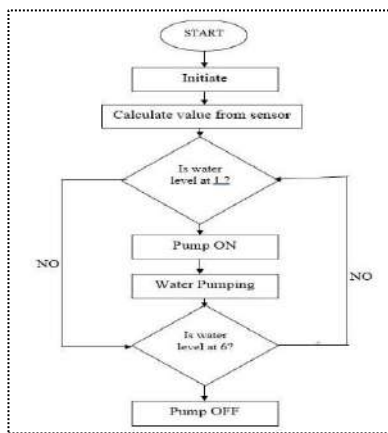 START
Initiate
Calculate value from sensor
Is water
level at 1 ?
Pump ON
NO
NO
Water Pumping
Is water
level at 6?
Pump OFF